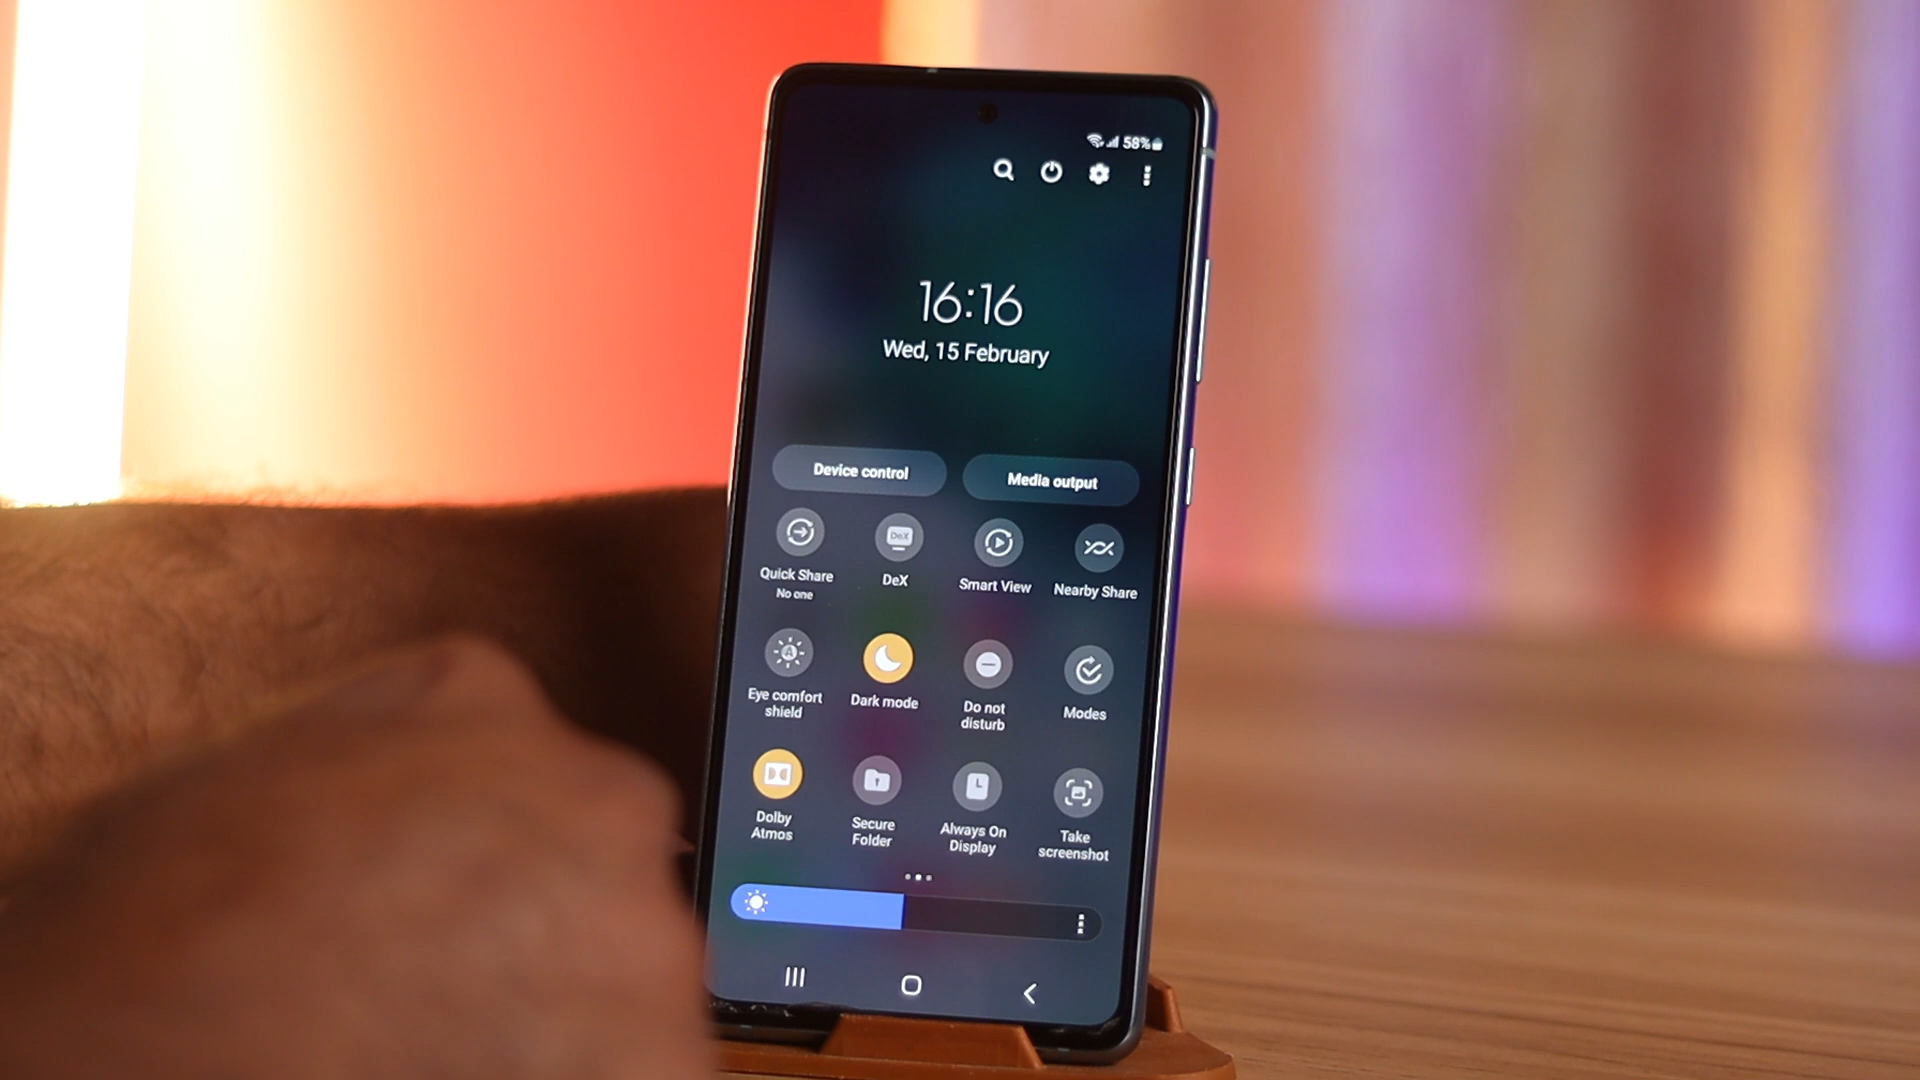 58%
16:16
Wed, 15 February
Device control
Media output
Quick Share
No one
DeX
DeX
Smart View
Nearby Share
Eye comfort
shield
Dark mode
Do not
disturb
Modes
Dolby
Atmos
Secure
Folder
Always On
Display
Take
screenshot